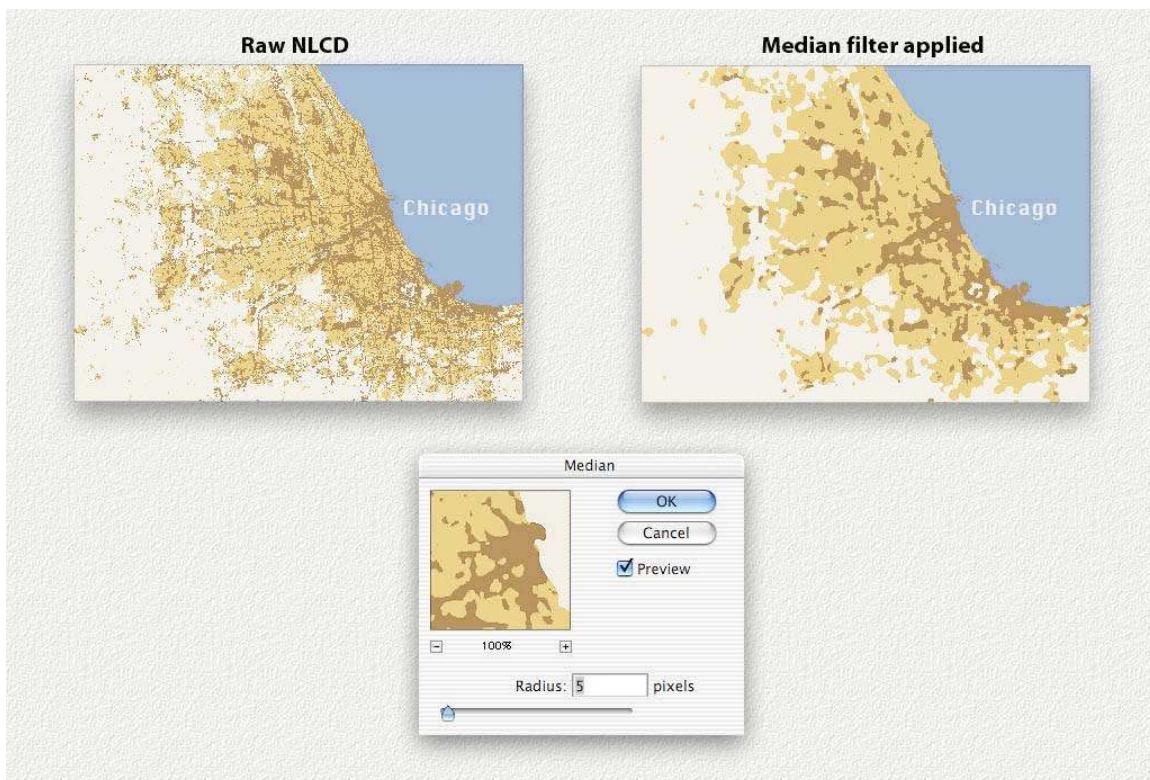 Raw NLCD
Median filter applied
Chicago
Chicago
Median
OK
Cancel
Preview
100%
Radius: 5 pixels